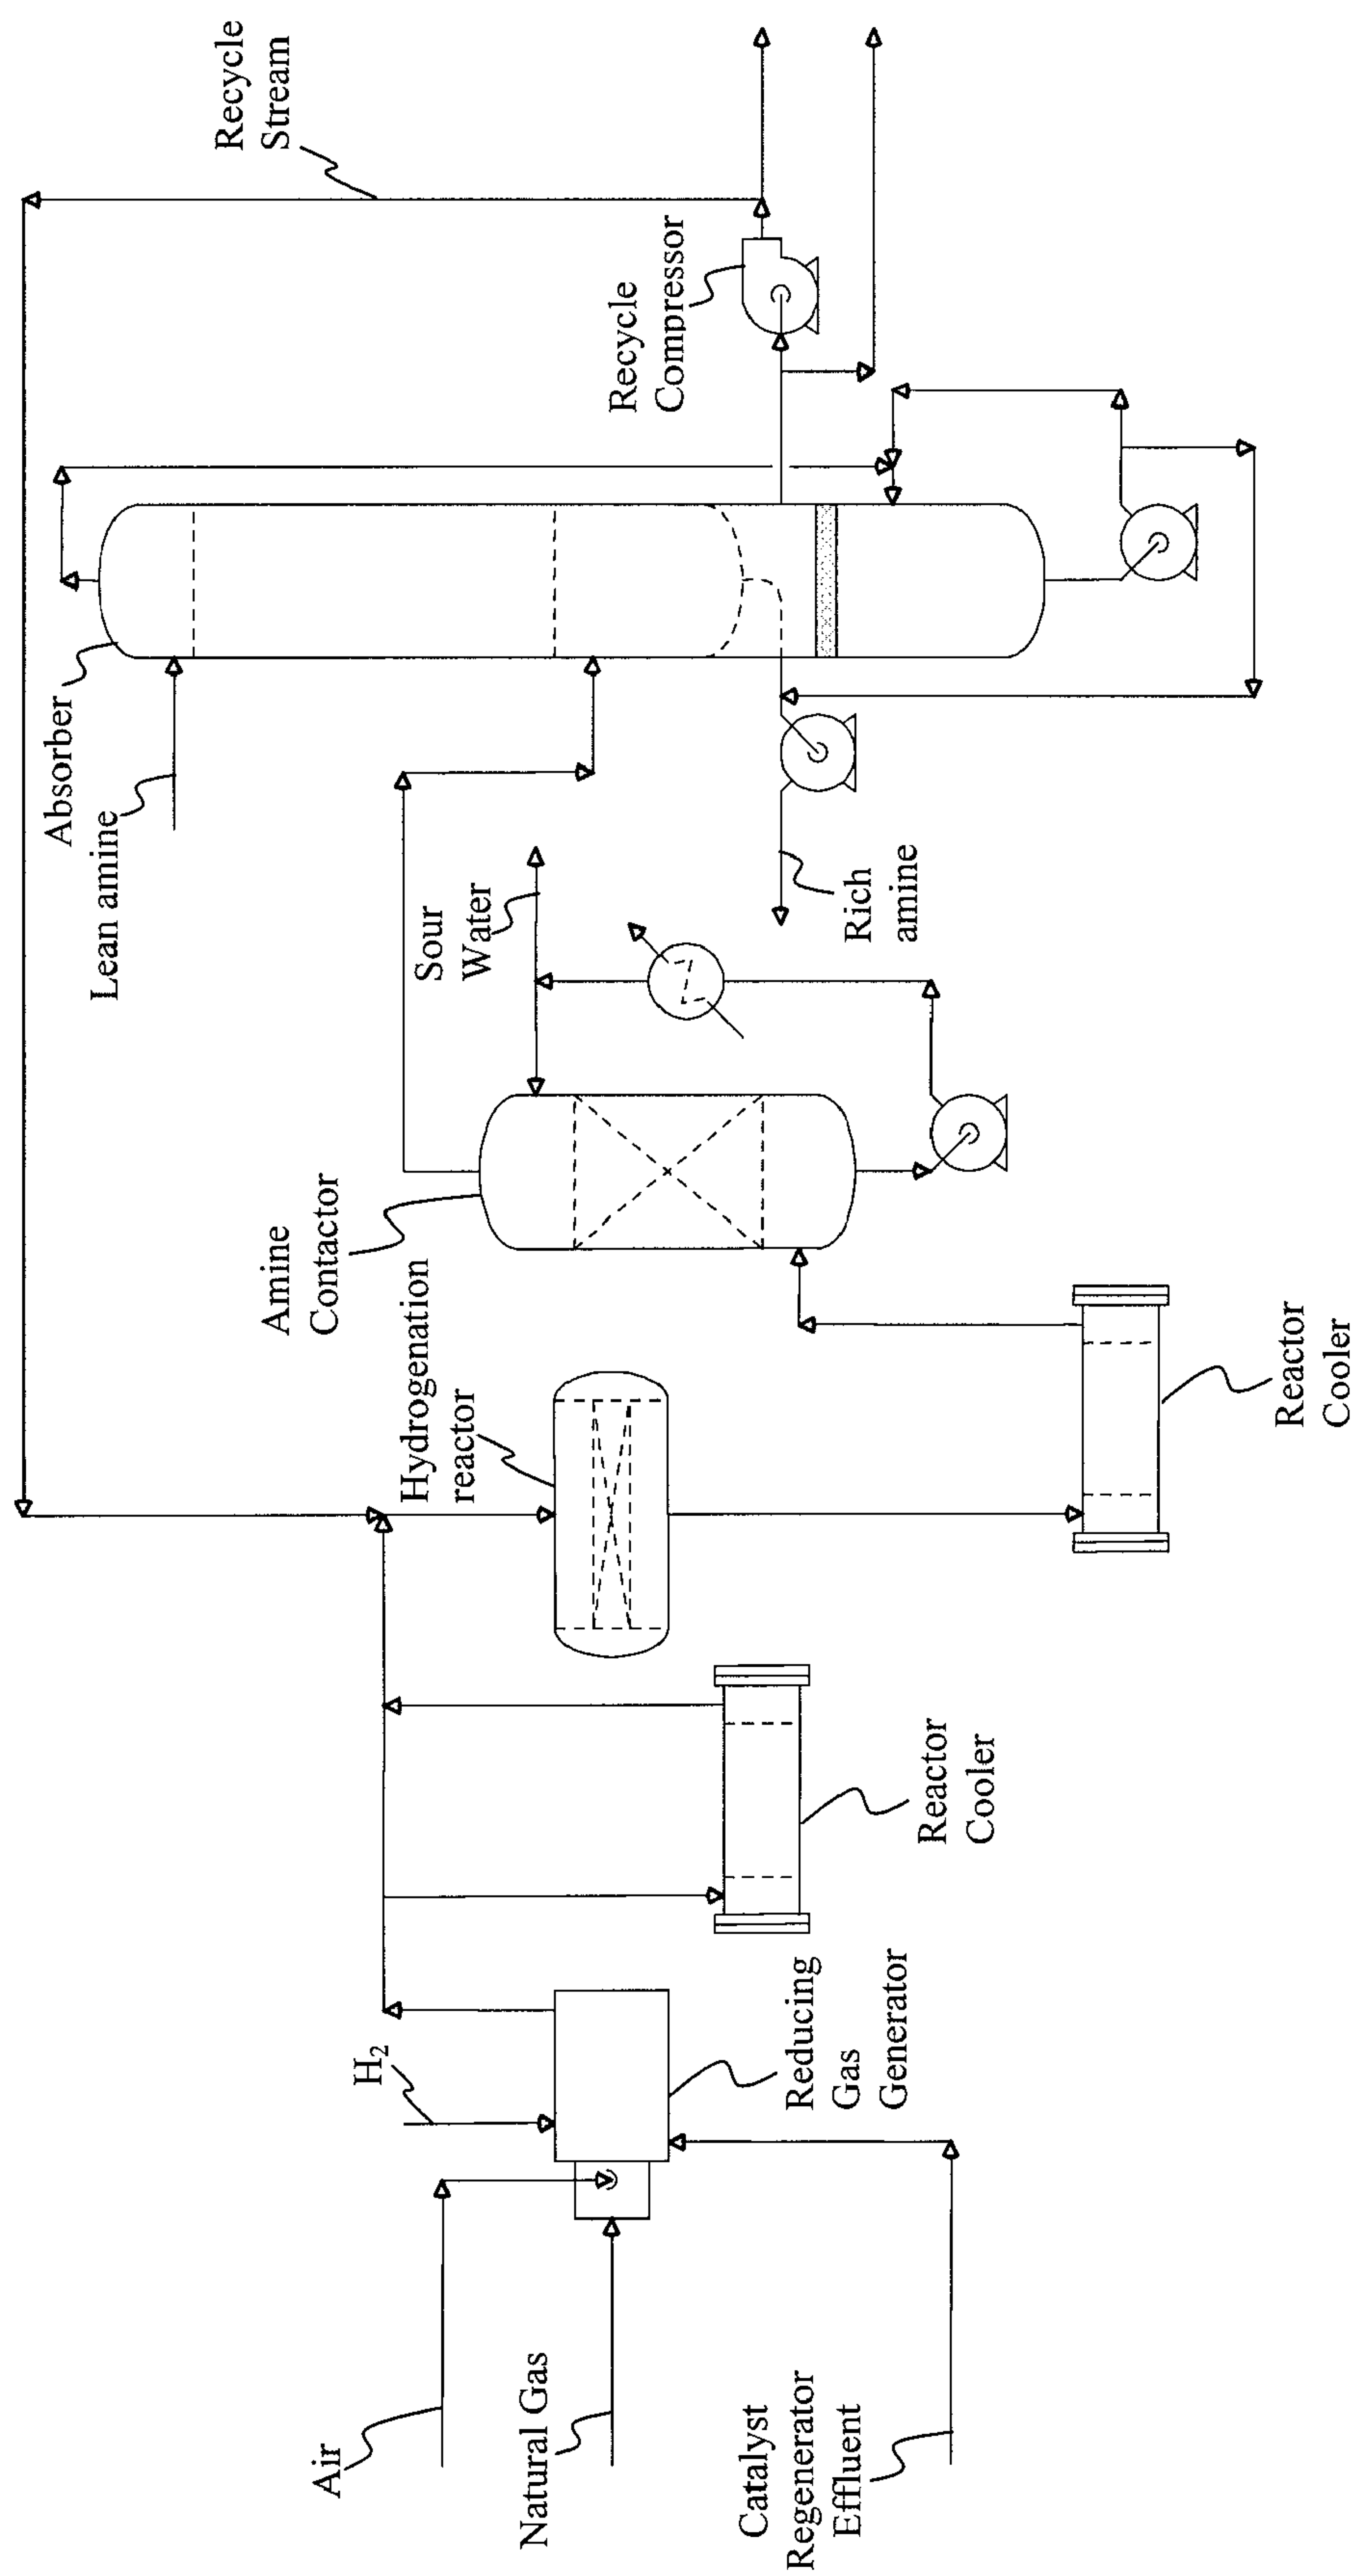 Air
Natural Gas
Catalyst
Regenerator
Effluent
H₂
Reducing
Gas
Generator
Reactor
Cooler
Hydrogenation
reactor
Reactor
Cooler
Amine
Contactor
Sour
Water
Rich
amine
Lean amine
Absorber
Recycle
Compressor
Recycle
Stream